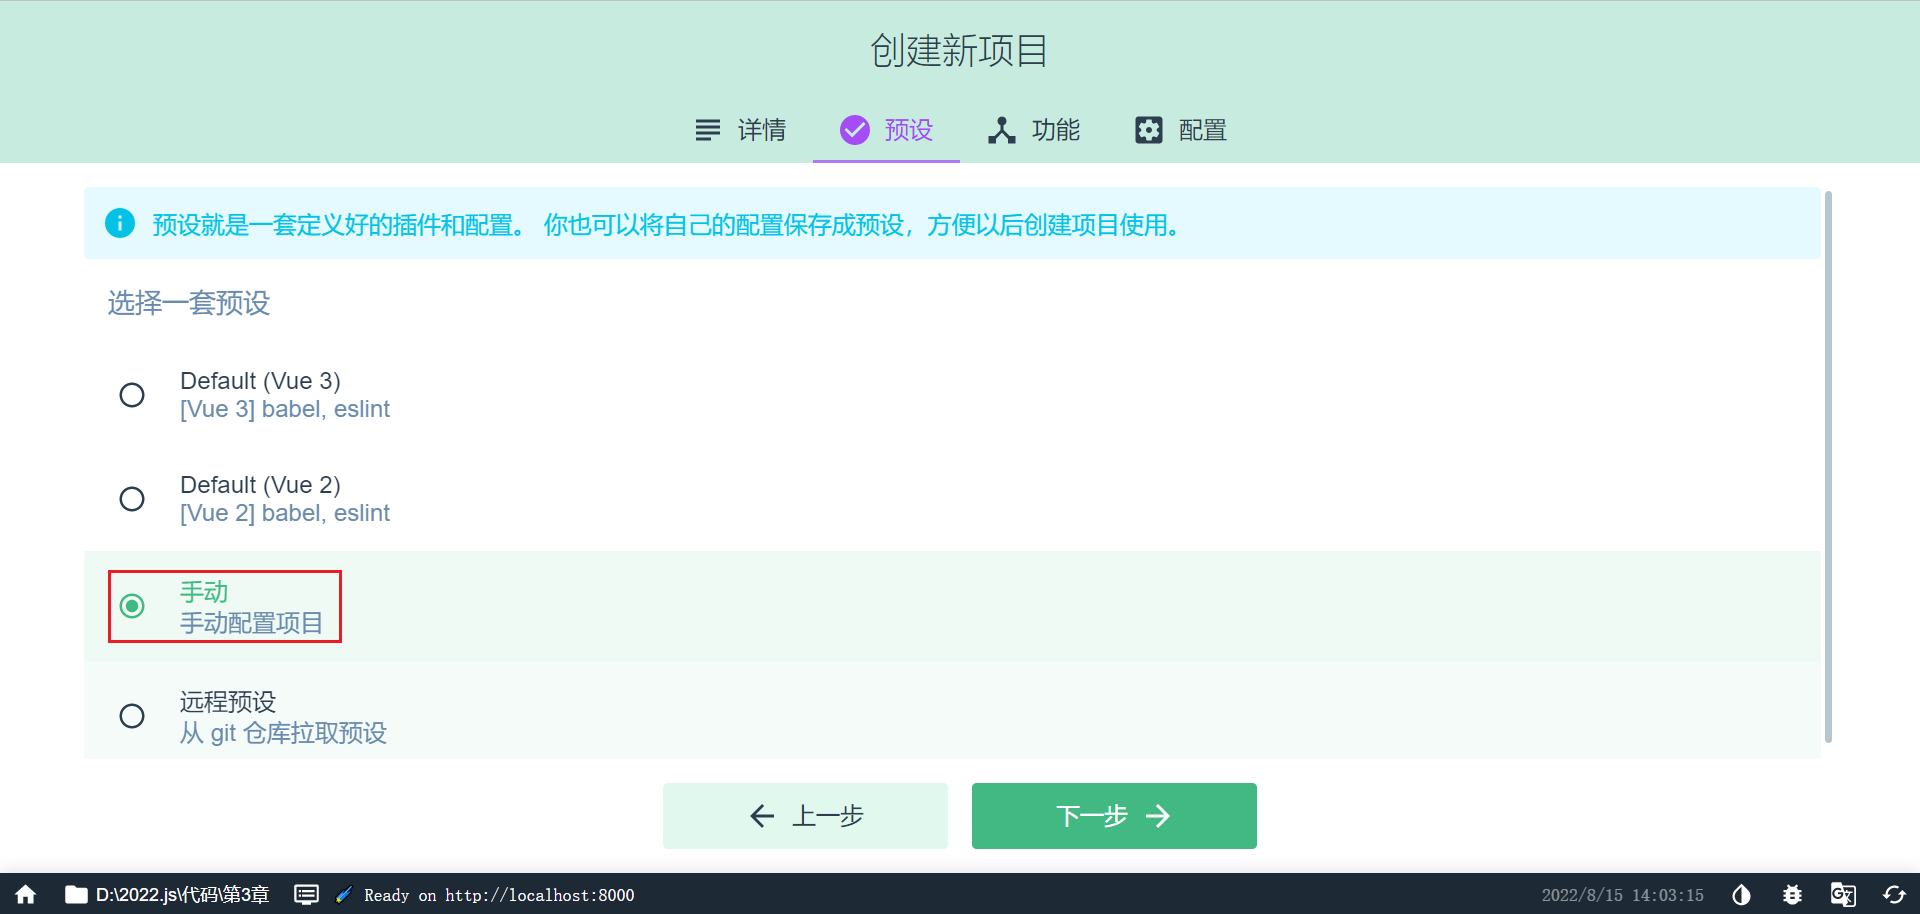 创建新项目
详情 预设 功能 配置
预设就是一套定义好的插件和配置。 你也可以将自己的配置保存成预设，方便以后创建项目使用。
选择一套预设
Default (Vue 3)
[Vue 3] babel, eslint
Default (Vue 2)
[Vue 2] babel, eslint
手动
手动配置项目
远程预设
从 git 仓库拉取预设
上一步 下一步
D:\2022.js\代码\第3章 Ready on http://localhost:8000 2022/8/15 14:03:15